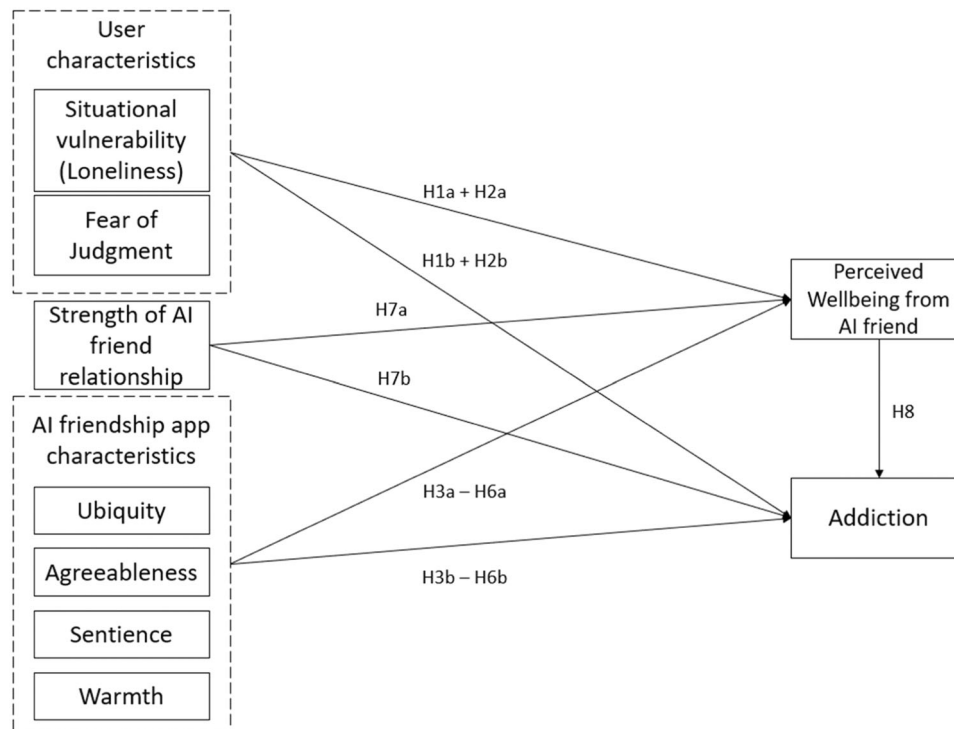 User
characteristics
Situational
vulnerability
(Loneliness)
Fear of
Judgment
Strength of AI
friend
relationship
AI friendship app
characteristics
Ubiquity
Agreeableness
Sentience
Warmth
H1a + H2a
H1b + H2b
H7a
H7b
H3a – H6a
H3b – H6b
Perceived
Wellbeing from
AI friend
H8
Addiction